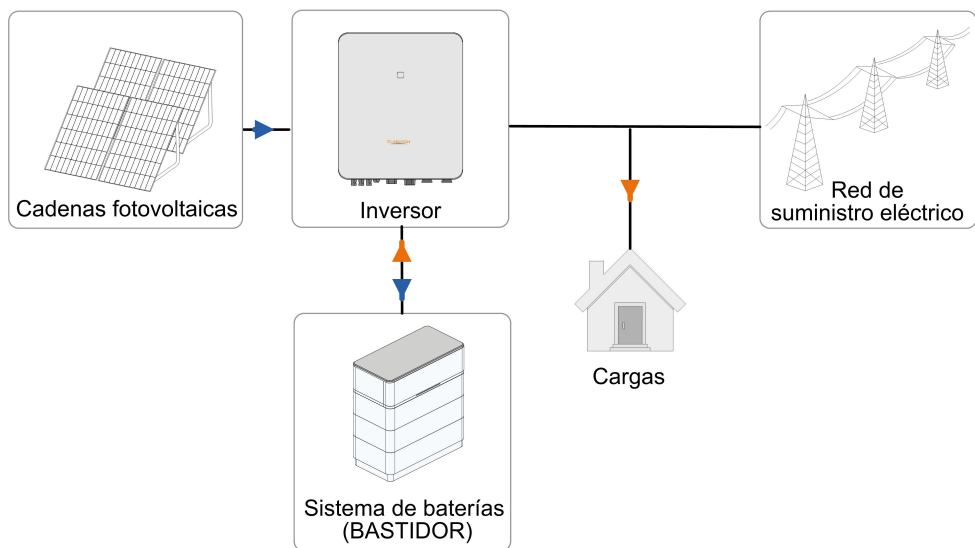 Cadenas fotovoltaicas
Inversor
Red de
suministro eléctrico
Cargas
Sistema de baterías
(BASTIDOR)